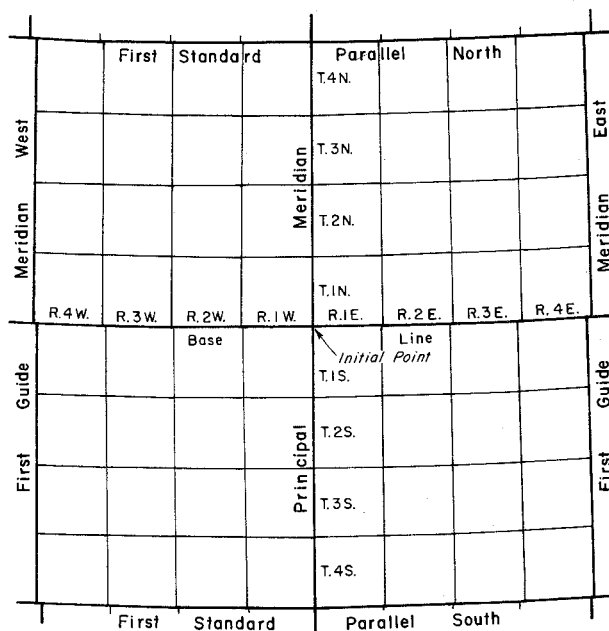 First Standard Parallel North
T.4N.
T.3N.
T.2N.
T.1N.
R.4W. R.3W. R.2W. R.1W. R.1E. R.2E. R.3E. R.4E.
Base Line
Initial Point
T.1S.
T.2S.
T.3S.
T.4S.
First Standard Parallel South
First Guide Meridian West
Principal Meridian
First Guide Meridian East